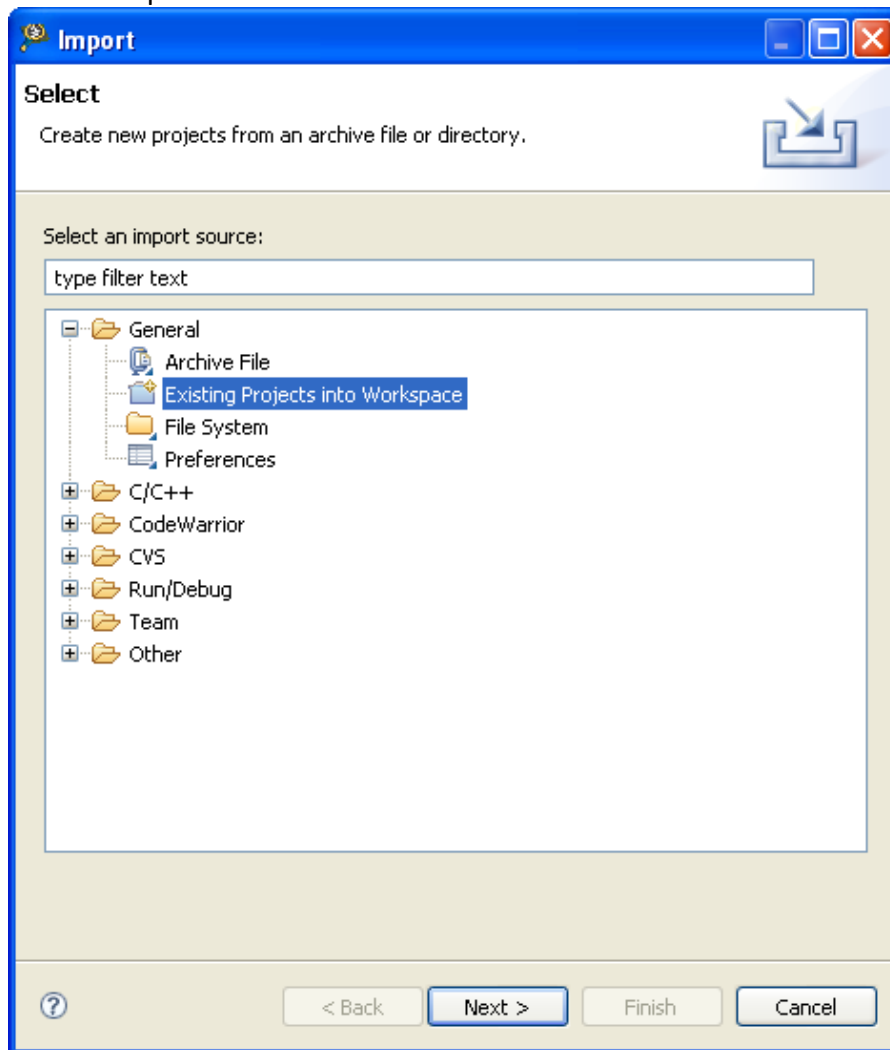 Import
Select
Create new projects from an archive file or directory.
Select an import source:
type filter text
General
Archive File
Existing Projects into Workspace
File System
Preferences
C/C++
CodeWarrior
CVS
Run/Debug
Team
Other
? < Back Next > Finish Cancel